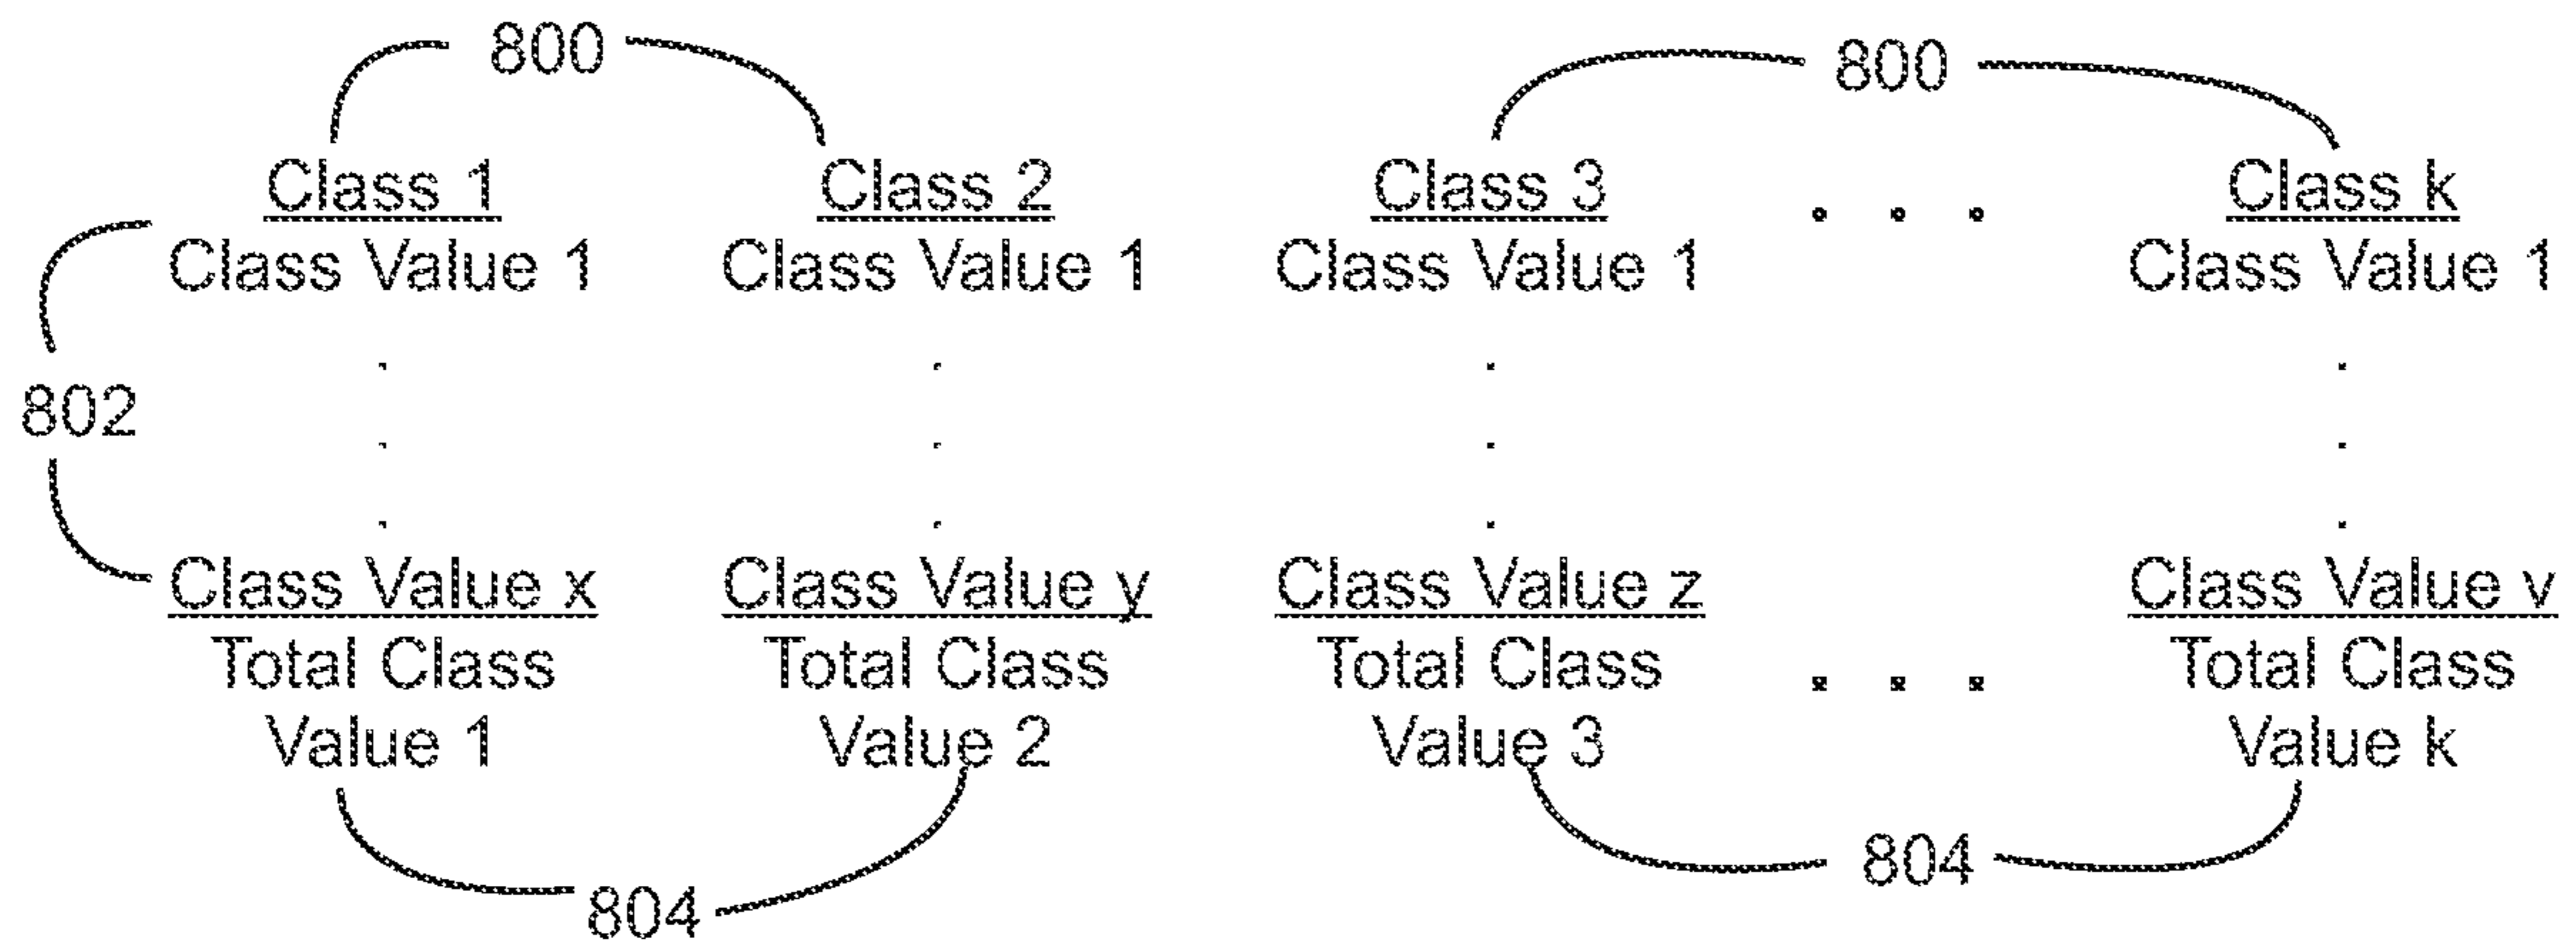 800 800
Class 1 Class 2 Class 3 . . . Class k
Class Value 1 Class Value 1 Class Value 1 Class Value 1
. . . .
802
. . . .
. . . .
Class Value x Class Value y Class Value z Class Value v
Total Class Total Class Total Class . . . Total Class
Value 1 Value 2 Value 3 Value k
804
804